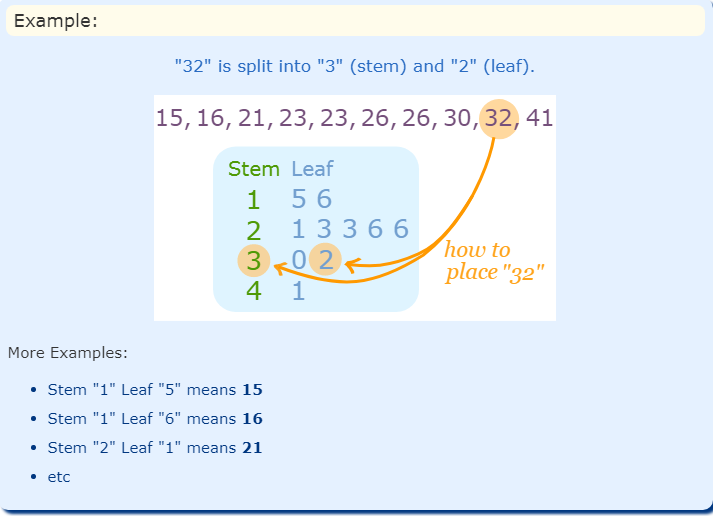 Example:
"32" is split into "3" (stem) and "2" (leaf).
15, 16, 21, 23, 23, 26, 26, 30, 32, 41
Stem Leaf
1 5 6
2 1 3 3 6 6
3 0 2
4 1
how to
place "32"
More Examples:
• Stem "1" Leaf "5" means 15
• Stem "1" Leaf "6" means 16
• Stem "2" Leaf "1" means 21
• etc